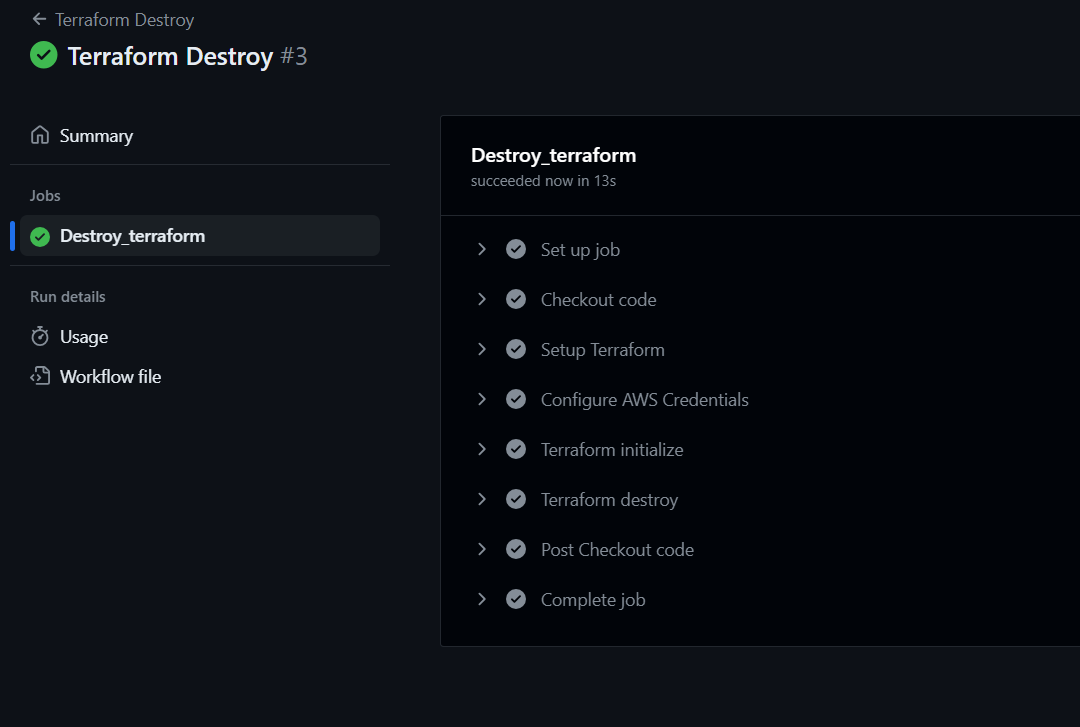 Terraform Destroy
Terraform Destroy #3
Summary
Jobs
Destroy_terraform
Run details
Usage
Workflow file
Destroy_terraform
succeeded now in 13s
Set up job
Checkout code
Setup Terraform
Configure AWS Credentials
Terraform initialize
Terraform destroy
Post Checkout code
Complete job